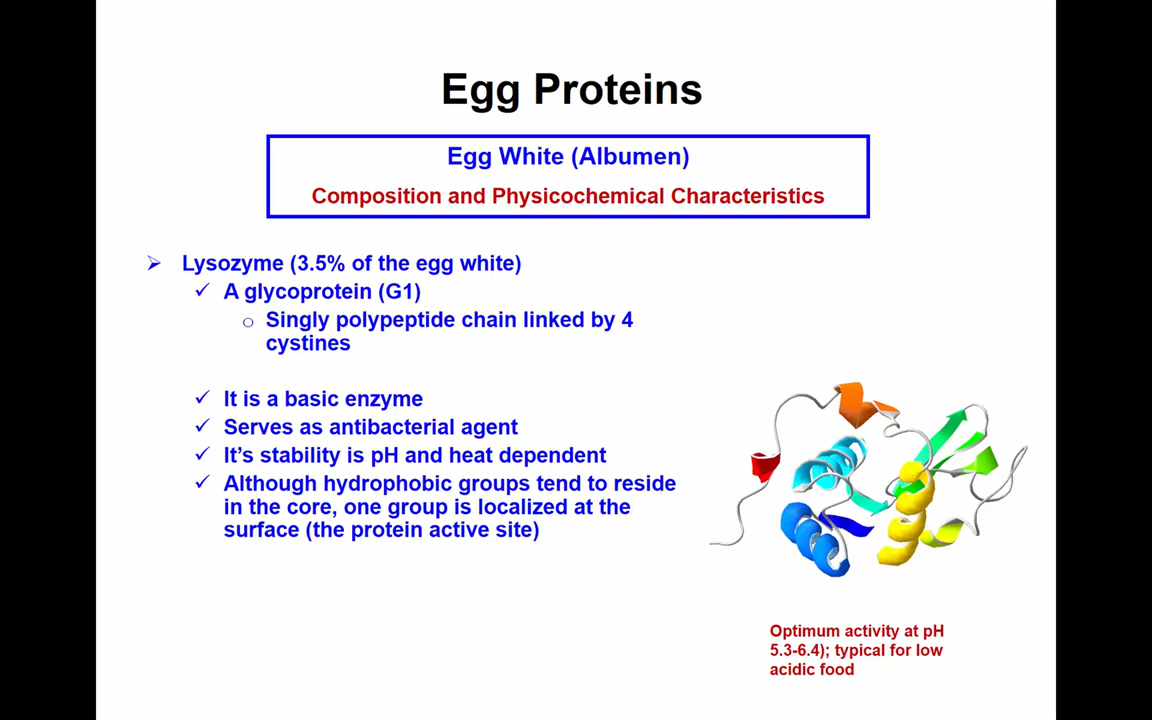 Egg Proteins
Egg White (Albumen)
Composition and Physicochemical Characteristics
➢ Lysozyme (3.5% of the egg white)
✓ A glycoprotein (G1)
o Singly polypeptide chain linked by 4
cystines
✓ It is a basic enzyme
✓ Serves as antibacterial agent
✓ It's stability is pH and heat dependent
✓ Although hydrophobic groups tend to reside
in the core, one group is localized at the
surface (the protein active site)
Optimum activity at pH
5.3-6.4); typical for low
acidic food